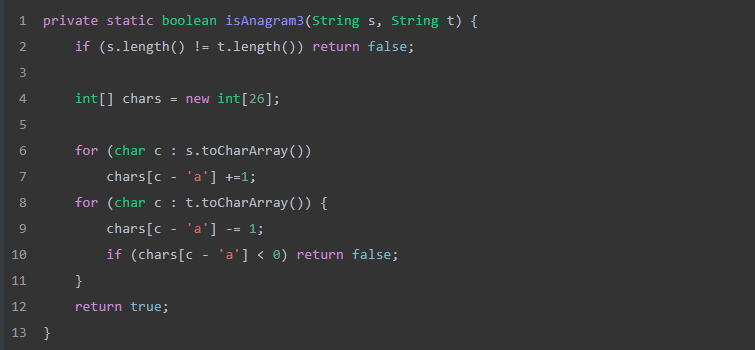 1 private static boolean isAnagram3(String s, String t) {
2     if (s.length() != t.length()) return false;
3
4     int[] chars = new int[26];
5
6     for (char c : s.toCharArray())
7         chars[c - 'a'] +=1;
8     for (char c : t.toCharArray()) {
9         chars[c - 'a'] -= 1;
10         if (chars[c - 'a'] < 0) return false;
11     }
12     return true;
13 }